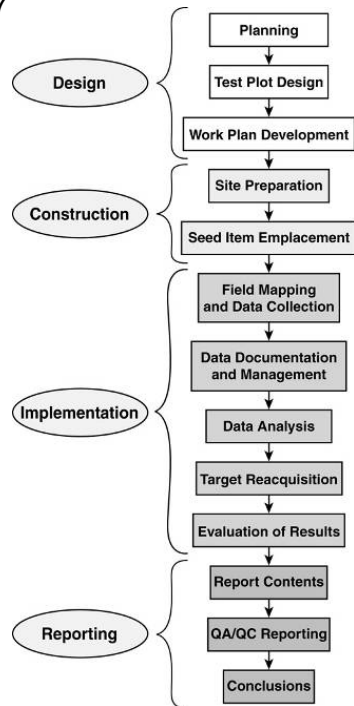 Design
Planning
Test Plot Design
Work Plan Development
Construction
Site Preparation
Seed Item Emplacement
Implementation
Field Mapping
and Data Collection
Data Documentation
and Management
Data Analysis
Target Reacquisition
Evaluation of Results
Reporting
Report Contents
QA/QC Reporting
Conclusions